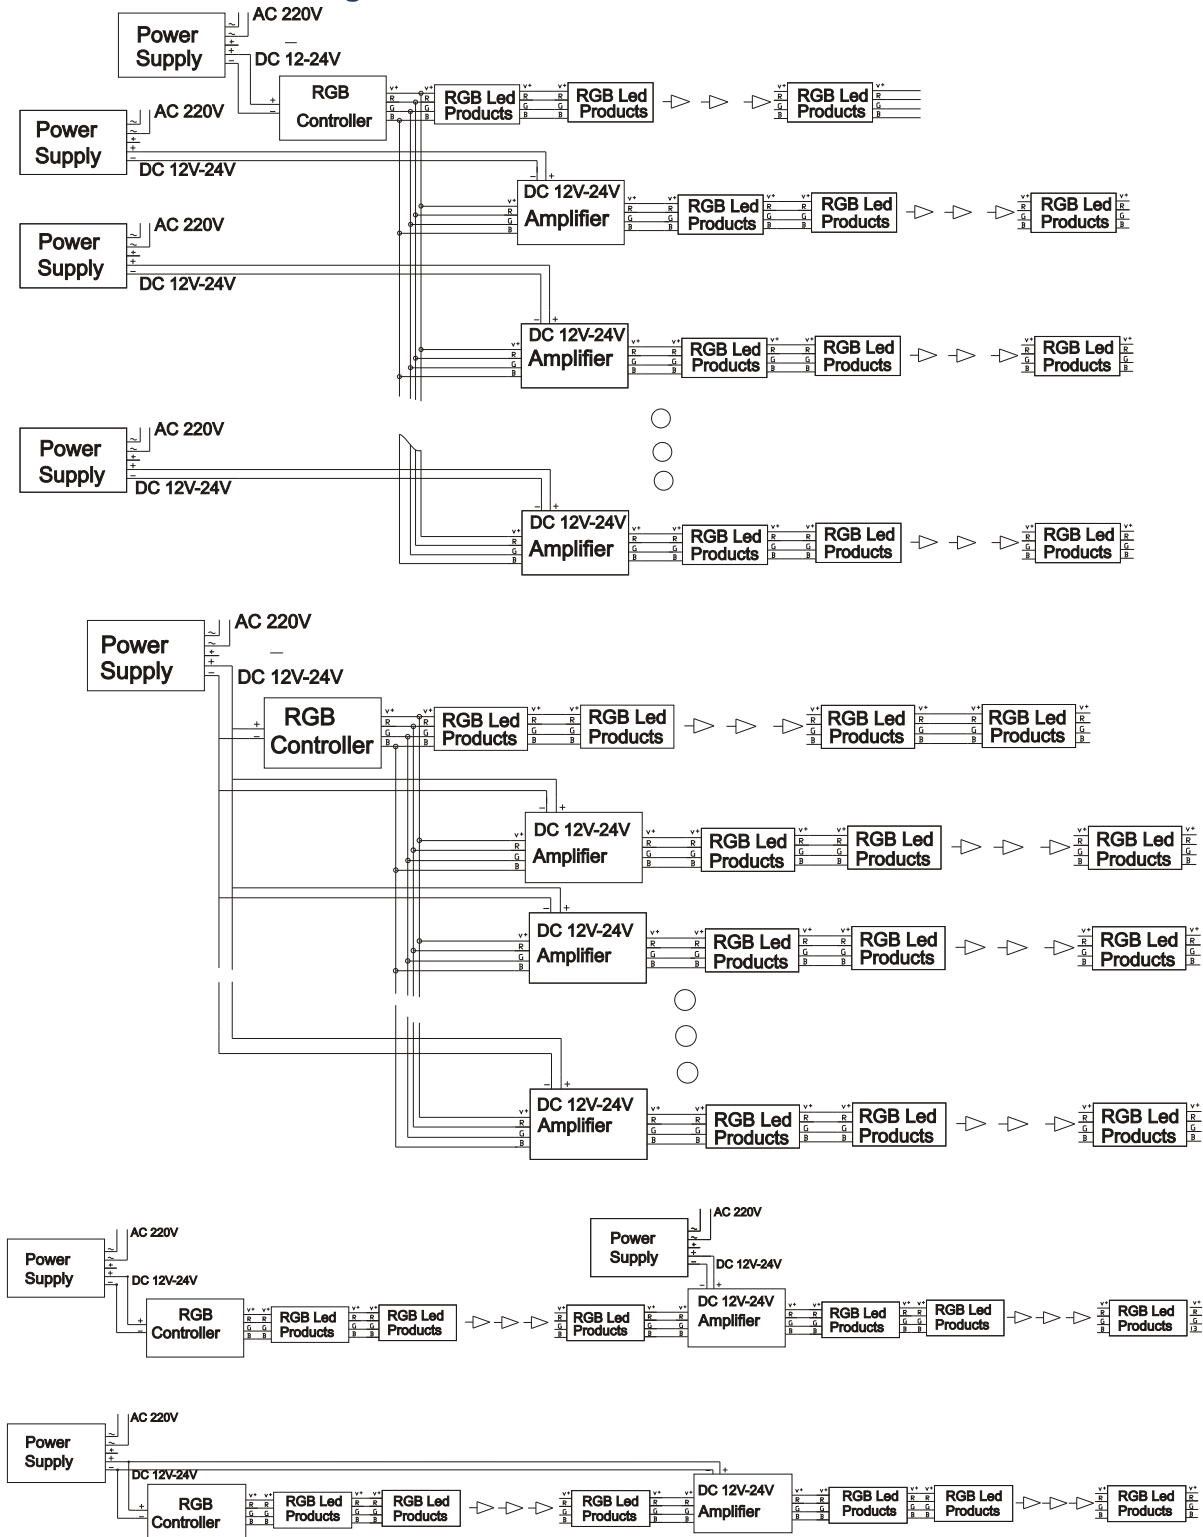 AC 220V
Power
Supply
DC 12-24V
RGB
Controller
V+ R G B
V+ R G B
RGB Led
Products
V+ R G B
V+ R G B
RGB Led
Products
V+ R G B
RGB Led
Products
V+ R G B
AC 220V
Power
Supply
DC 12V-24V
V+ R G B
DC 12V-24V
Amplifier
V+ R G B
V+ R G B
RGB Led
Products
V+ R G B
V+ R G B
RGB Led
Products
V+ R G B
RGB Led
Products
V+ R G B
AC 220V
Power
Supply
DC 12V-24V
V+ R G B
DC 12V-24V
Amplifier
V+ R G B
V+ R G B
RGB Led
Products
V+ R G B
V+ R G B
RGB Led
Products
V+ R G B
RGB Led
Products
V+ R G B
AC 220V
Power
Supply
DC 12V-24V
V+ R G B
DC 12V-24V
Amplifier
V+ R G B
V+ R G B
RGB Led
Products
V+ R G B
V+ R G B
RGB Led
Products
V+ R G B
RGB Led
Products
V+ R G B
AC 220V
Power
Supply
DC 12V-24V
RGB
Controller
V+ R G B
V+ R G B
RGB Led
Products
V+ R G B
V+ R G B
RGB Led
Products
V+ R G B
RGB Led
Products
V+ R G B
V+ R G B
RGB Led
Products
V+ R G B
V+ R G B
DC 12V-24V
Amplifier
V+ R G B
V+ R G B
RGB Led
Products
V+ R G B
V+ R G B
RGB Led
Products
V+ R G B
RGB Led
Products
V+ R G B
V+ R G B
DC 12V-24V
Amplifier
V+ R G B
V+ R G B
RGB Led
Products
V+ R G B
V+ R G B
RGB Led
Products
V+ R G B
RGB Led
Products
V+ R G B
V+ R G B
DC 12V-24V
Amplifier
V+ R G B
V+ R G B
RGB Led
Products
V+ R G B
V+ R G B
RGB Led
Products
V+ R G B
RGB Led
Products
V+ R G B
AC 220V
Power
Supply
DC 12V-24V
RGB
Controller
V+ R G B
V+ R G B
RGB Led
Products
V+ R G B
V+ R G B
RGB Led
Products
V+ R G B
RGB Led
Products
V+ R G B
V+ R G B
AC 220V
Power
Supply
DC 12V-24V
DC 12V-24V
Amplifier
V+ R G B
V+ R G B
RGB Led
Products
V+ R G B
V+ R G B
RGB Led
Products
V+ R G B
RGB Led
Products
V+ R G 13
AC 220V
Power
Supply
DC 12V-24V
RGB
Controller
V+ R G B
V+ R G B
RGB Led
Products
V+ R G B
V+ R G B
RGB Led
Products
V+ R G B
RGB Led
Products
V+ R G B
V+ R G B
DC 12V-24V
Amplifier
V+ R G B
V+ R G B
RGB Led
Products
V+ R G B
V+ R G B
RGB Led
Products
V+ R G B
RGB Led
Products
V+ R G B